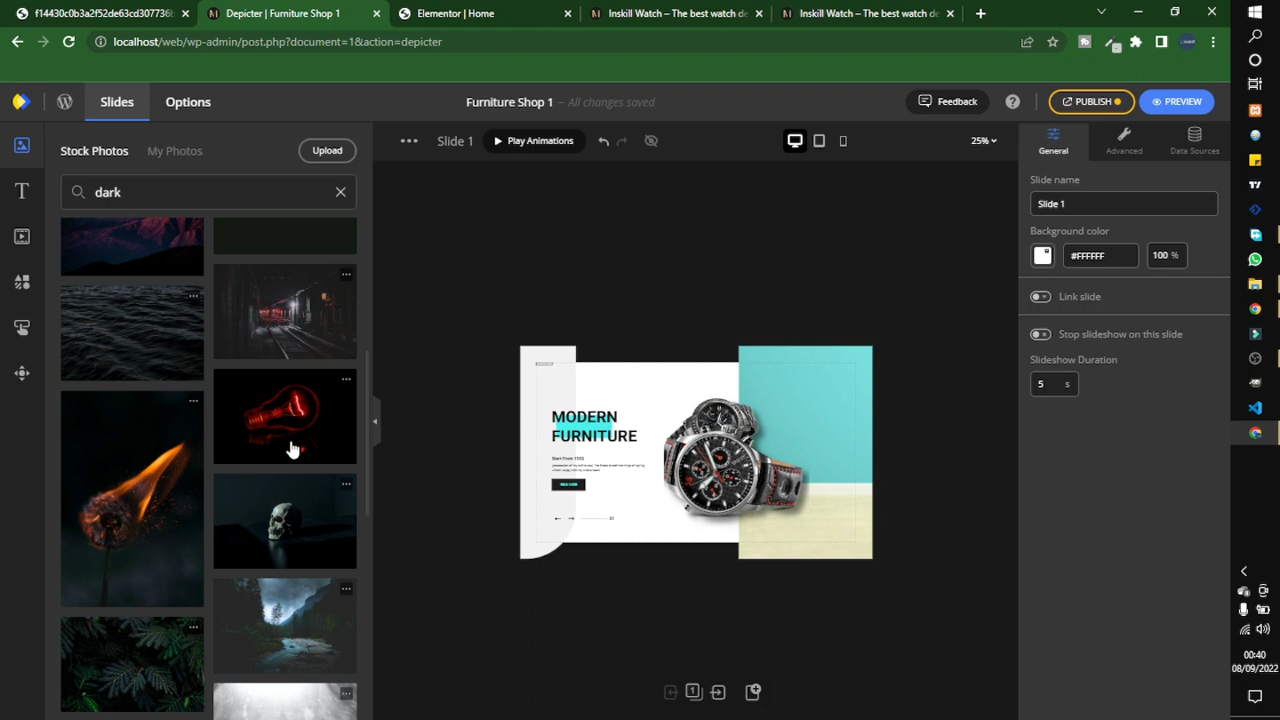 f14430c0b3a2f52de63cd307736b
Depicter | Furniture Shop 1
Elementor | Home
Inskill Watch – The best watch de
Inskill Watch – The best watch de
localhost/web/wp-admin/post.php?document=1&action=depicter
Slides
Options
Furniture Shop 1 – All changes saved
Feedback
PUBLISH
PREVIEW
Stock Photos
My Photos
Upload
Slide 1
Play Animations
25%
General
Advanced
Data Sources
dark
Slide name
Slide 1
Background color
#FFFFFF
100 %
Link slide
Stop slideshow on this slide
Slideshow Duration
5 s
MODERN
FURNITURE
1
00:40
08/09/2022